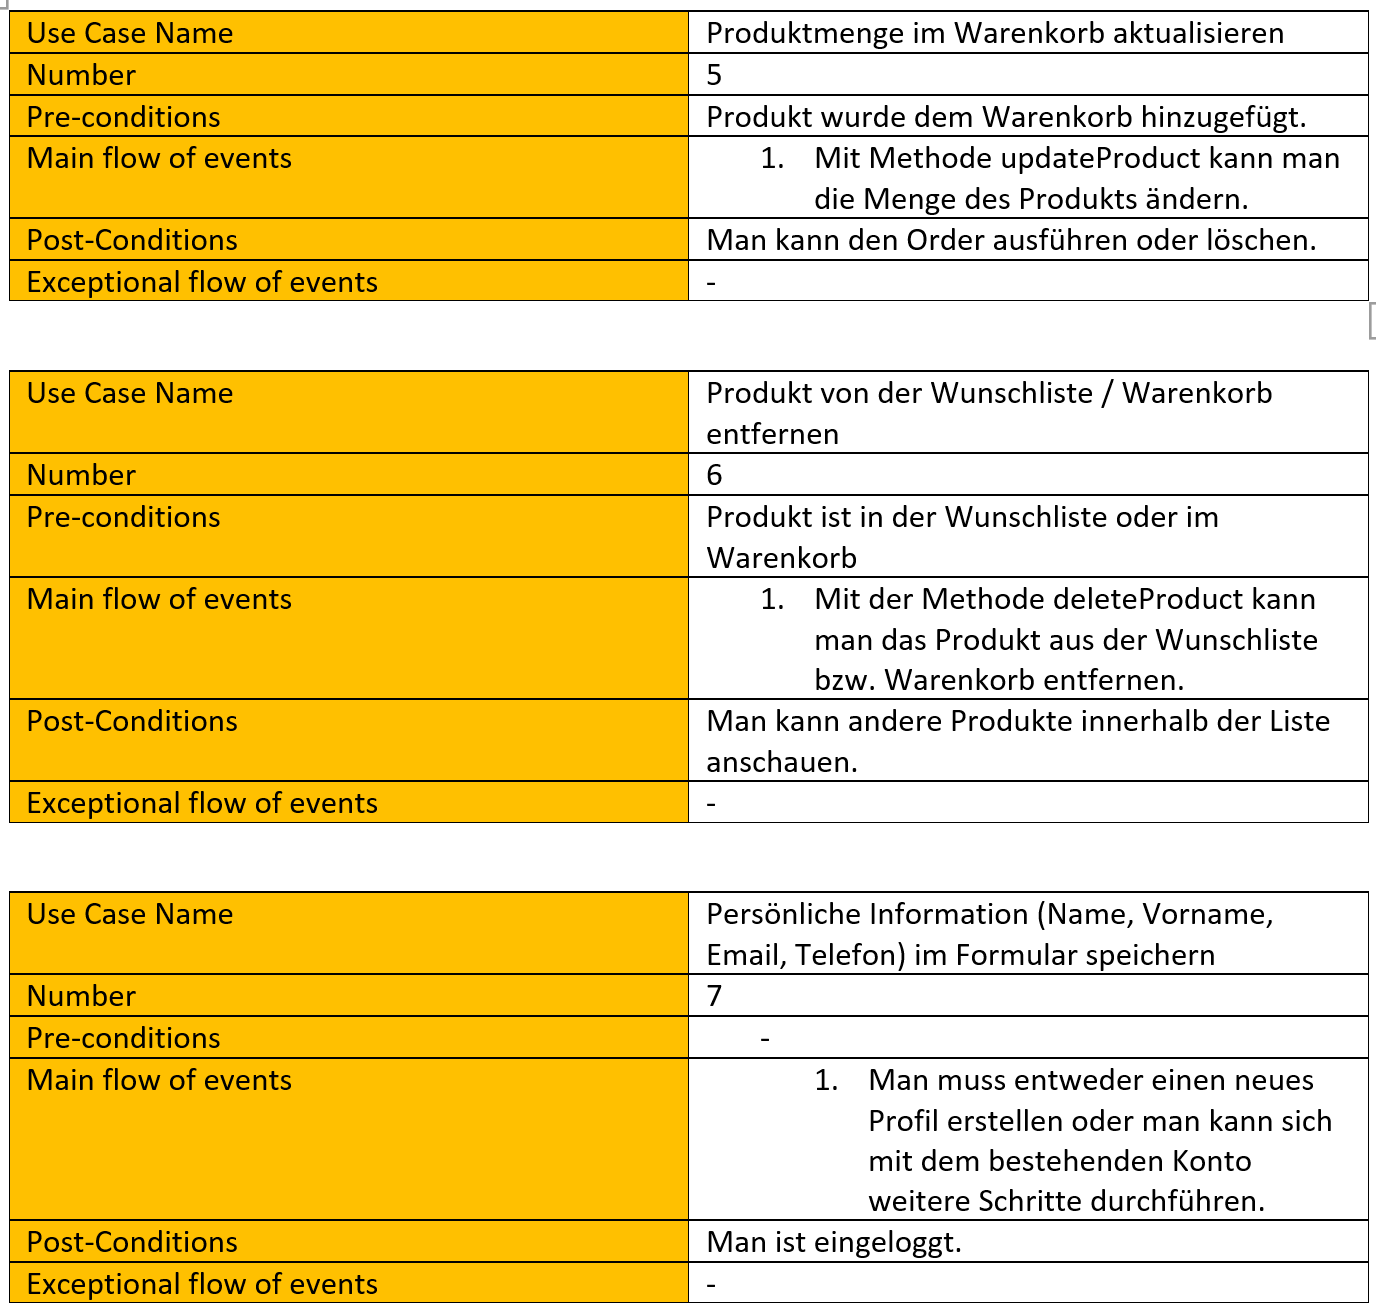 Use Case Name Produktmenge im Warenkorb aktualisieren
Number 5
Pre-conditions Produkt wurde dem Warenkorb hinzugefügt.
Main flow of events 1. Mit Methode updateProduct kann man
die Menge des Produkts ändern.
Post-Conditions Man kann den Order ausführen oder löschen.
Exceptional flow of events -
Use Case Name Produkt von der Wunschliste / Warenkorb
entfernen
Number 6
Pre-conditions Produkt ist in der Wunschliste oder im
Warenkorb
Main flow of events 1. Mit der Methode deleteProduct kann
man das Produkt aus der Wunschliste
bzw. Warenkorb entfernen.
Post-Conditions Man kann andere Produkte innerhalb der Liste
anschauen.
Exceptional flow of events -
Use Case Name Persönliche Information (Name, Vorname,
Email, Telefon) im Formular speichern
Number 7
Pre-conditions -
Main flow of events 1. Man muss entweder einen neues
Profil erstellen oder man kann sich
mit dem bestehenden Konto
weitere Schritte durchführen.
Post-Conditions Man ist eingeloggt.
Exceptional flow of events -